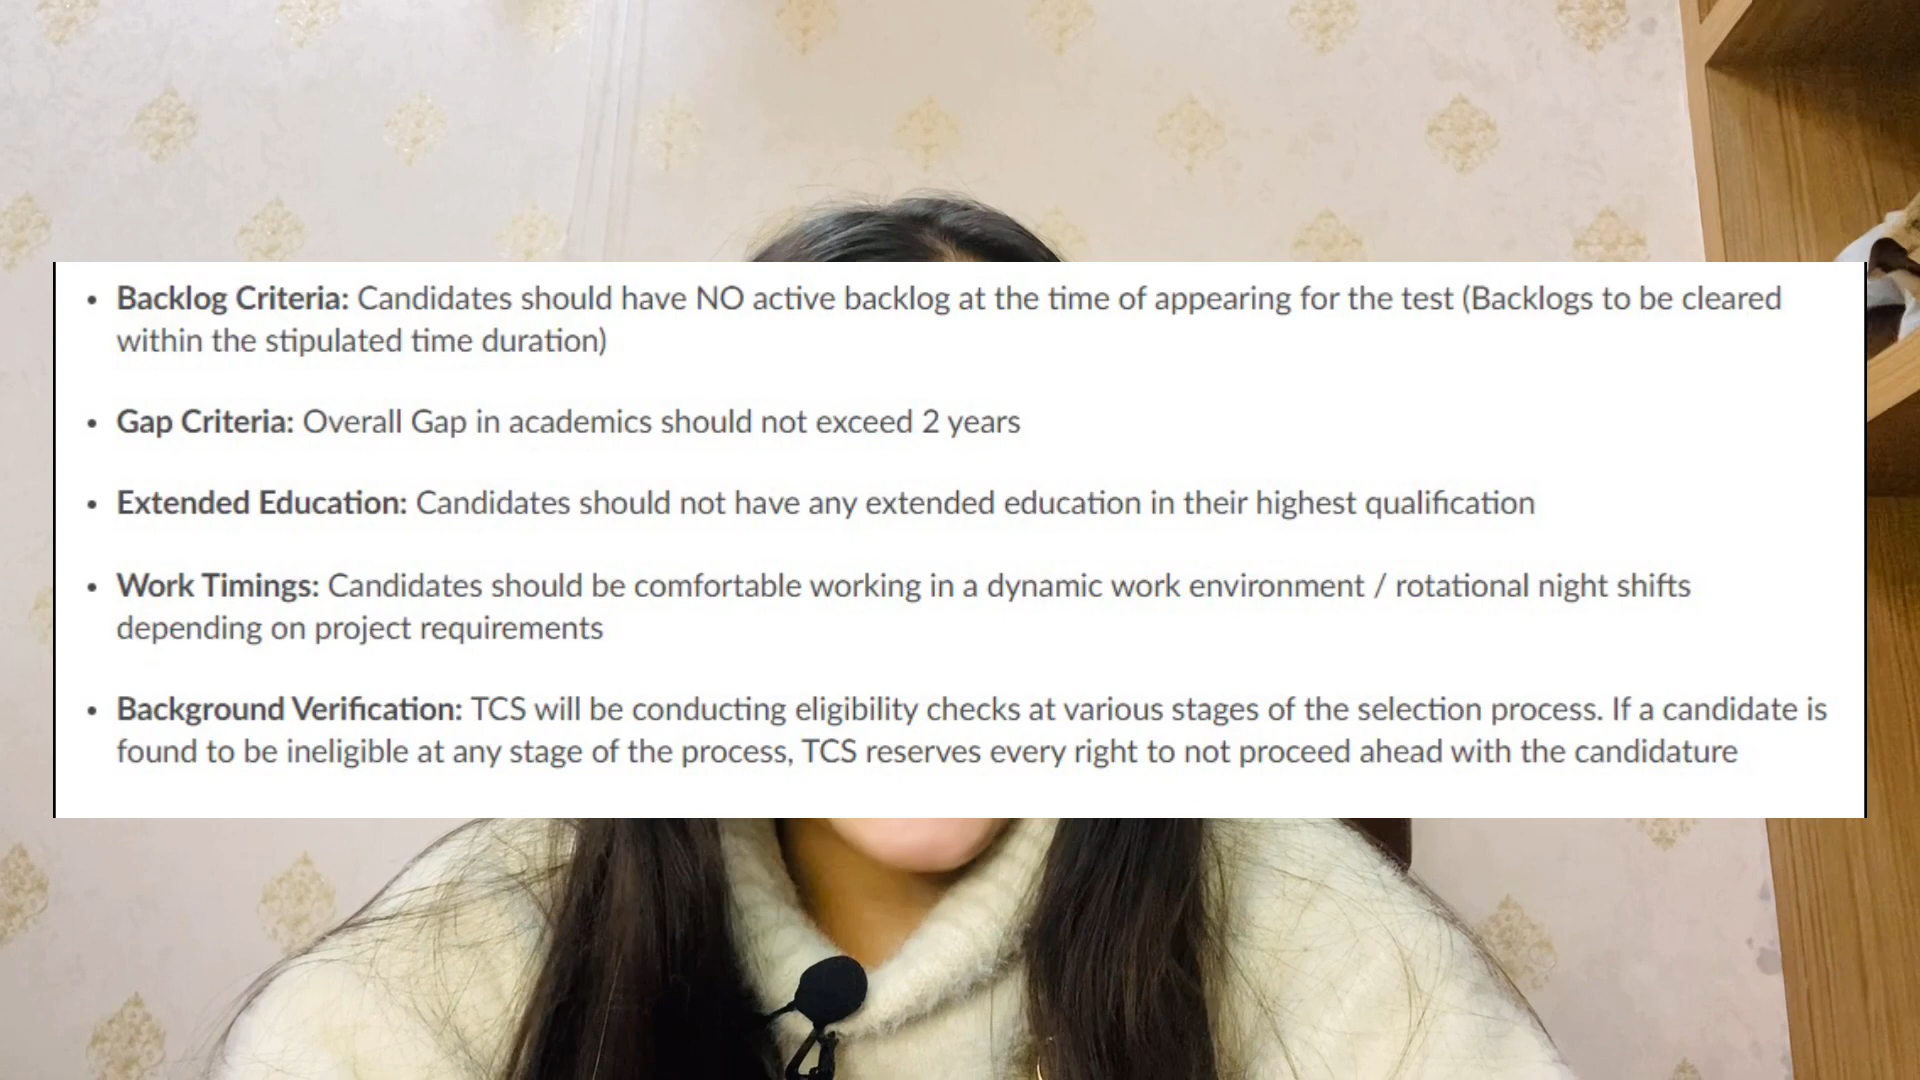 • Backlog Criteria: Candidates should have NO active backlog at the time of appearing for the test (Backlogs to be cleared
within the stipulated time duration)
• Gap Criteria: Overall Gap in academics should not exceed 2 years
• Extended Education: Candidates should not have any extended education in their highest qualification
• Work Timings: Candidates should be comfortable working in a dynamic work environment / rotational night shifts
depending on project requirements
• Background Verification: TCS will be conducting eligibility checks at various stages of the selection process. If a candidate is
found to be ineligible at any stage of the process, TCS reserves every right to not proceed ahead with the candidature